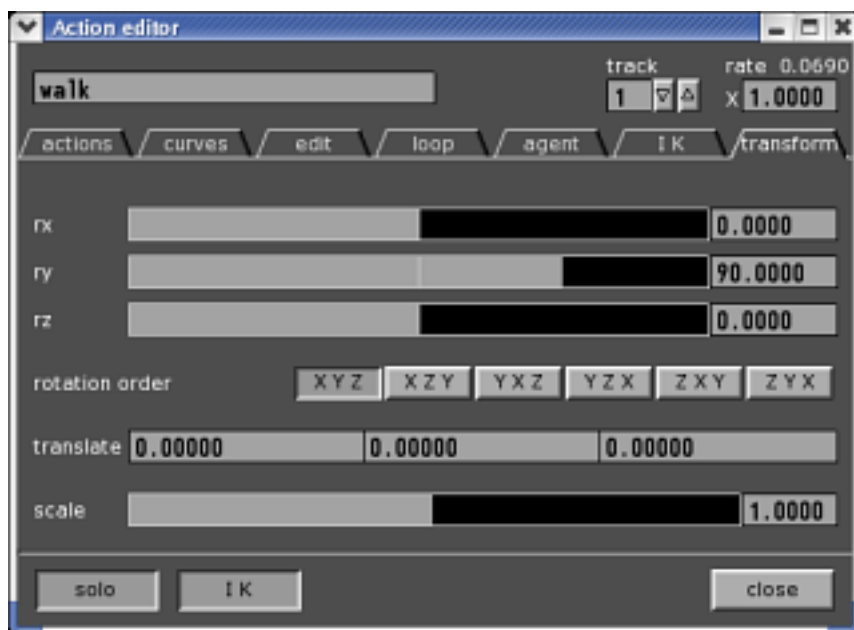 Action editor
track rate 0.0690
walk 1 x 1.0000
actions curves edit loop agent IK transform
rx 0.0000
ry 90.0000
rz 0.0000
rotation order XYZ XZY YXZ YZX ZXY ZYX
translate 0.00000 0.00000 0.00000
scale 1.0000
solo IK close